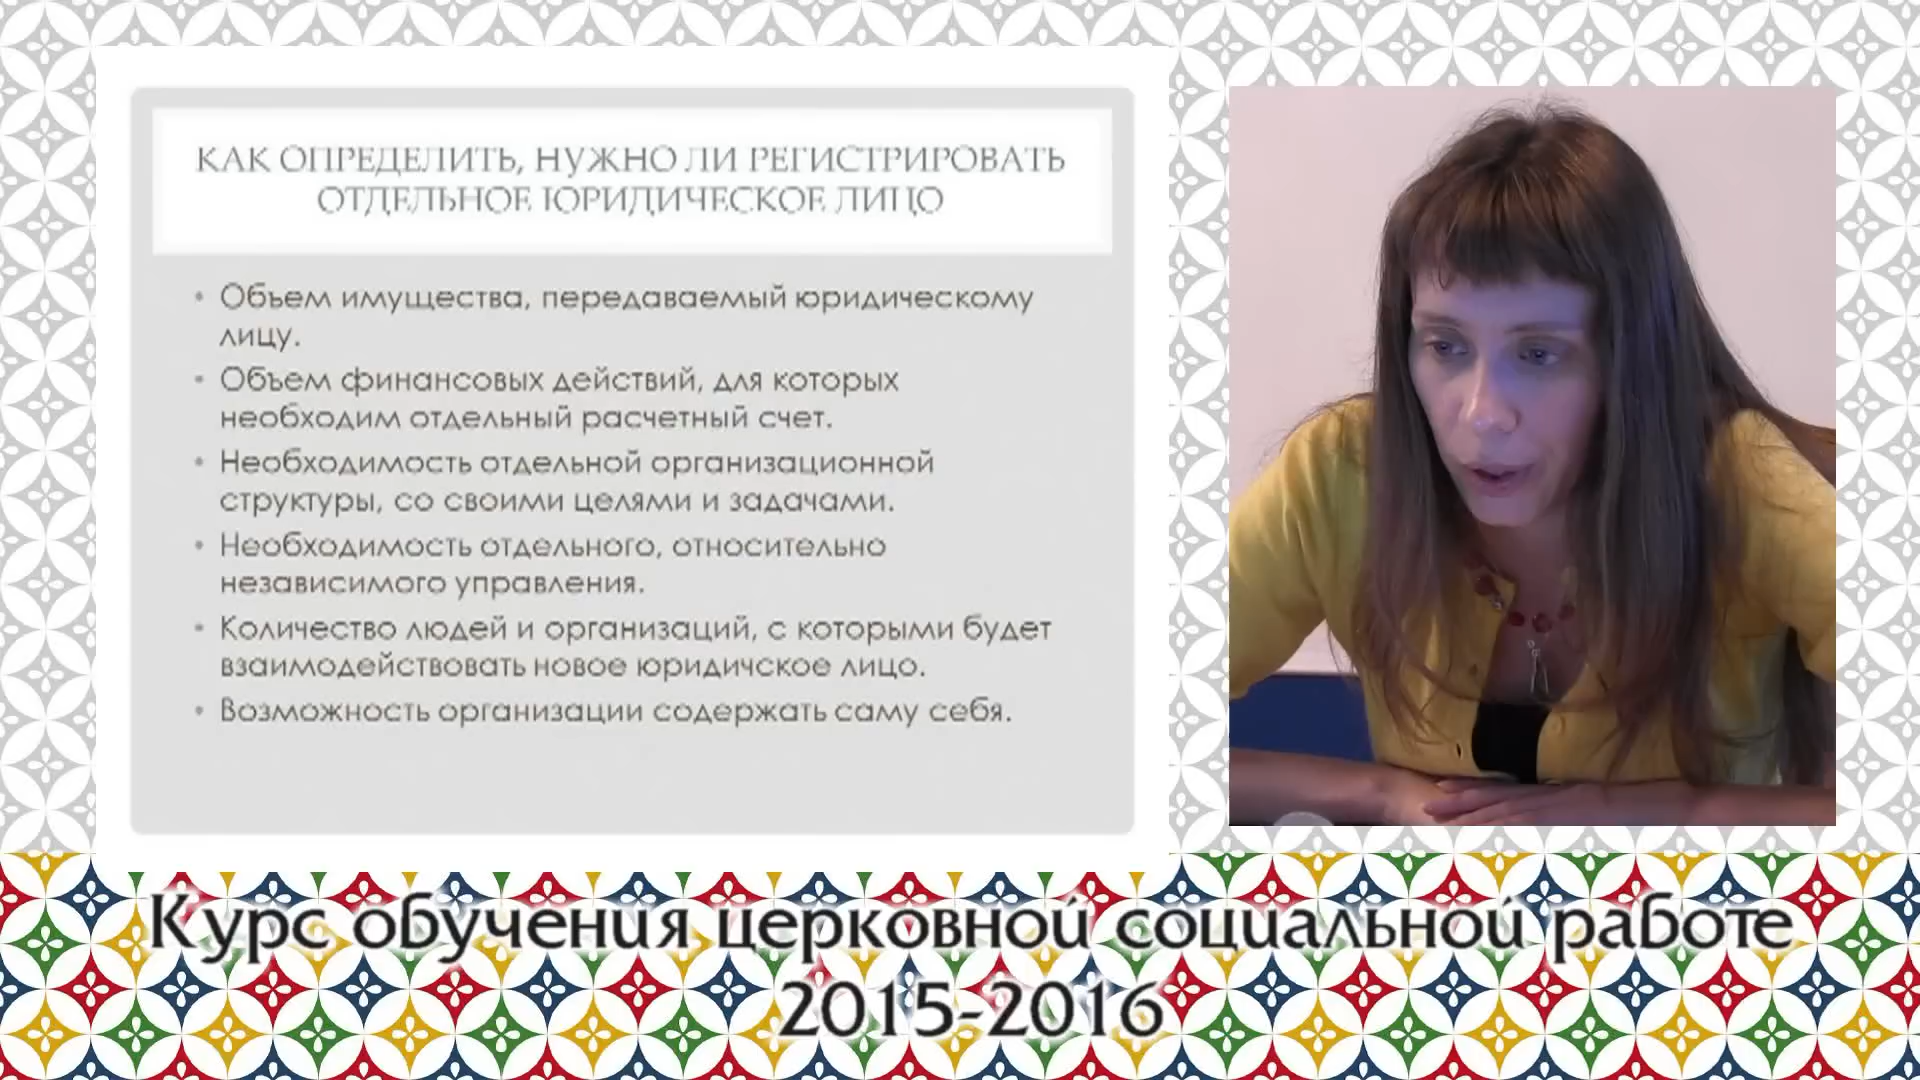 КАК ОПРЕДЕЛИТЬ, НУЖНО ЛИ РЕГИСТРИРОВАТЬ
ОТДЕЛЬНОЕ ЮРИДИЧЕСКОЕ ЛИЦО
• Объем имущества, передаваемый юридическому
лицу.
• Объем финансовых действий, для которых
необходим отдельный расчетный счет.
• Необходимость отдельной организационной
структуры, со своими целями и задачами.
• Необходимость отдельного, относительно
независимого управления.
• Количество людей и организаций, с которыми будет
взаимодействовать новое юридичское лицо.
• Возможность организации содержать саму себя.
Курс обучения церковной социальной работе
2015-2016